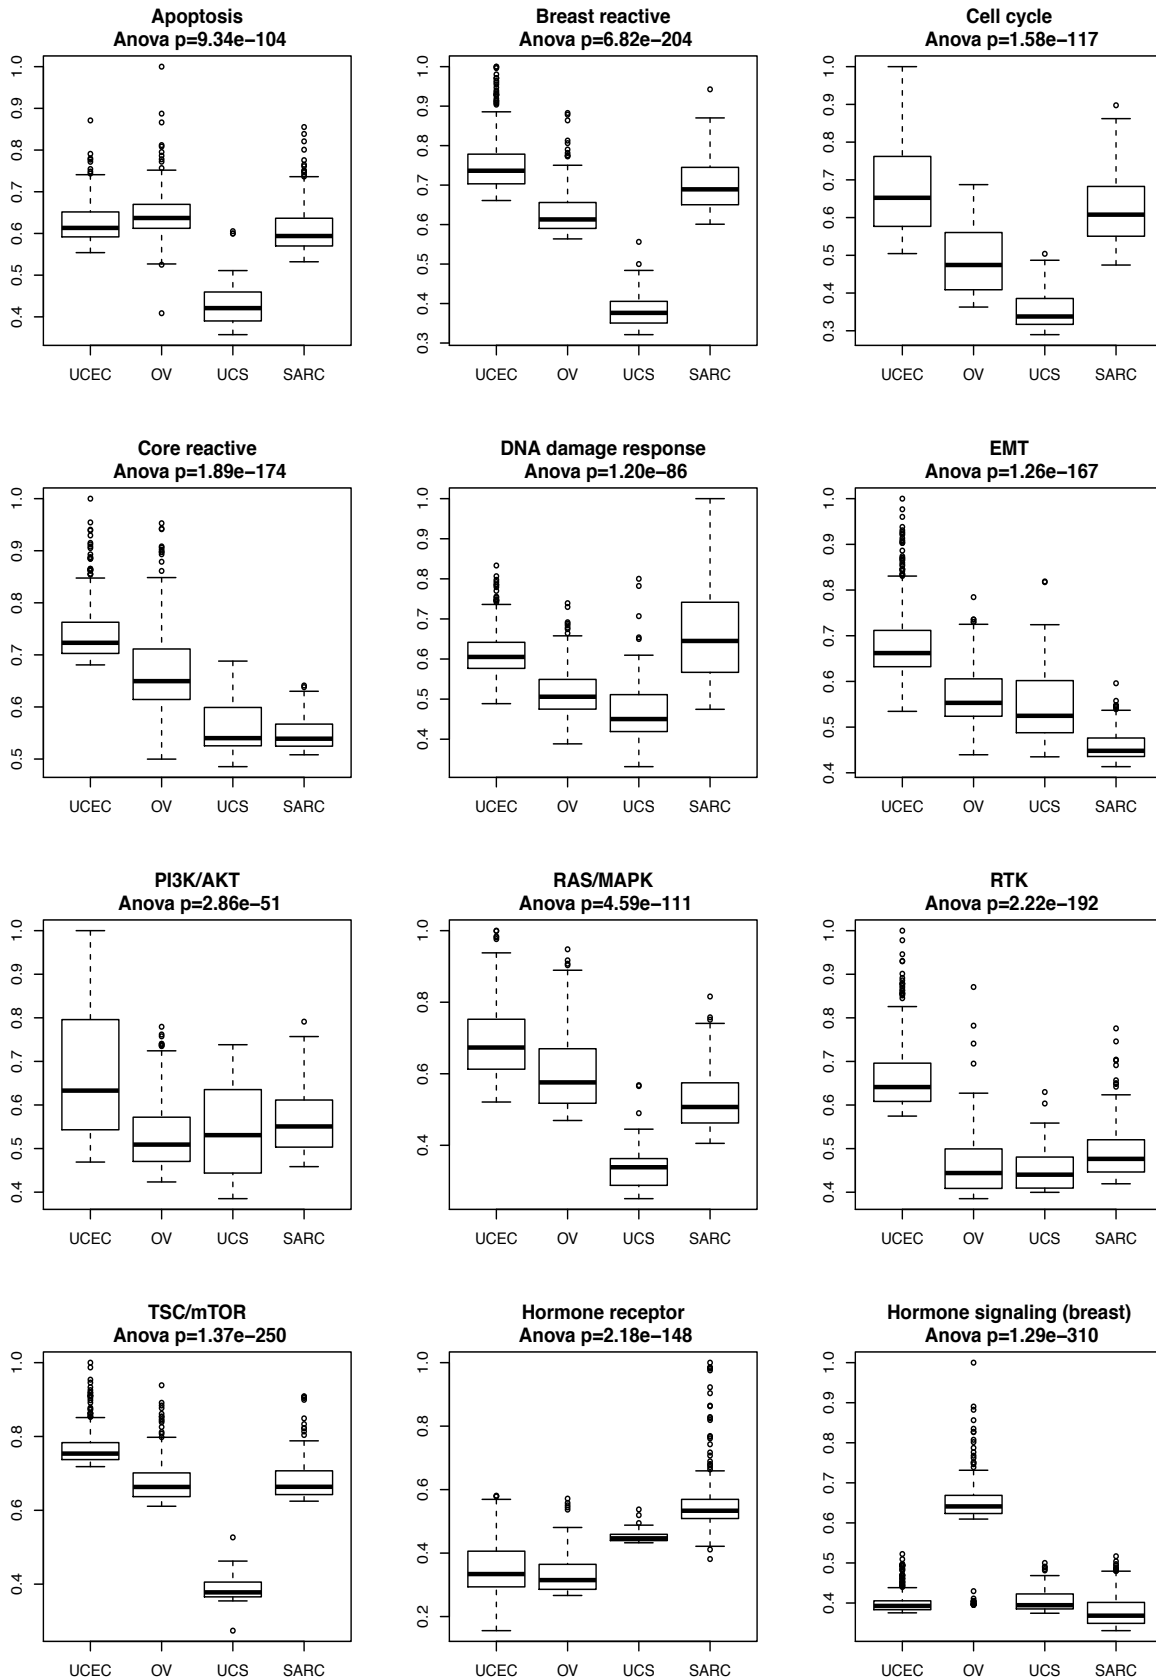 Apoptosis
Anova p=9.34e−104
1.0
0.9
0.8
0.7
0.6
0.5
0.4
UCEC OV UCS SARC
Breast reactive
Anova p=6.82e−204
1.0
0.9
0.8
0.7
0.6
0.5
0.4
0.3
UCEC OV UCS SARC
Cell cycle
Anova p=1.58e−117
1.0
0.9
0.8
0.7
0.6
0.5
0.4
0.3
UCEC OV UCS SARC
Core reactive
Anova p=1.89e−174
1.0
0.9
0.8
0.7
0.6
0.5
UCEC OV UCS SARC
DNA damage response
Anova p=1.20e−86
1.0
0.9
0.8
0.7
0.6
0.5
0.4
UCEC OV UCS SARC
EMT
Anova p=1.26e−167
1.0
0.9
0.8
0.7
0.6
0.5
0.4
UCEC OV UCS SARC
PI3K/AKT
Anova p=2.86e−51
1.0
0.9
0.8
0.7
0.6
0.5
0.4
UCEC OV UCS SARC
RAS/MAPK
Anova p=4.59e−111
1.0
0.8
0.6
0.4
UCEC OV UCS SARC
RTK
Anova p=2.22e−192
1.0
0.9
0.8
0.7
0.6
0.5
0.4
UCEC OV UCS SARC
TSC/mTOR
Anova p=1.37e−250
1.0
0.8
0.6
0.4
UCEC OV UCS SARC
Hormone receptor
Anova p=2.18e−148
1.0
0.8
0.6
0.4
0.2
UCEC OV UCS SARC
Hormone signaling (breast)
Anova p=1.29e−310
1.0
0.9
0.8
0.7
0.6
0.5
0.4
UCEC OV UCS SARC